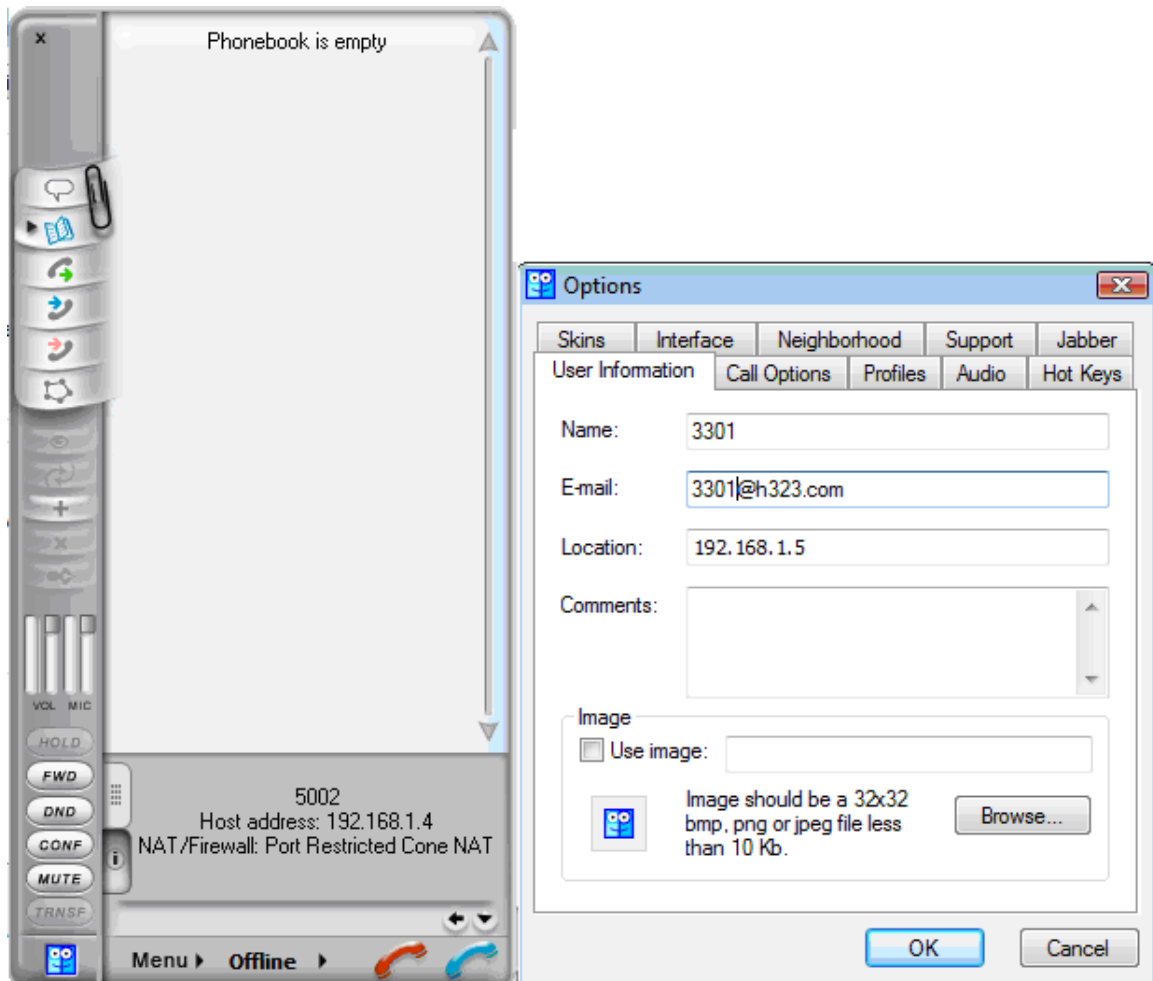 x
Phonebook is empty
VOL MIC
HOLD
FWD
DND
CONF
MUTE
TRNSF
5002
Host address: 192.168.1.4
NAT/Firewall: Port Restricted Cone NAT
i
Menu
Offline
Options
Skins Interface Neighborhood Support Jabber
User Information Call Options Profiles Audio Hot Keys
Name: 3301
E-mail: 3301@h323.com
Location: 192.168.1.5
Comments:
Image
Use image:
Image should be a 32x32
bmp, png or jpeg file less
than 10 Kb.
Browse...
OK Cancel